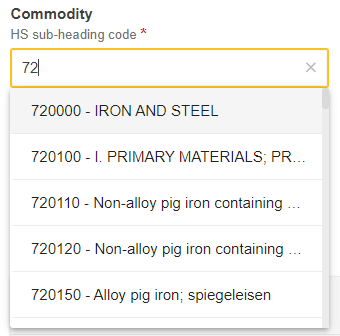 Commodity
HS sub-heading code *
72
720000 - IRON AND STEEL
720100 - I. PRIMARY MATERIALS; PR...
720110 - Non-alloy pig iron containing ...
720120 - Non-alloy pig iron containing ...
720150 - Alloy pig iron; spiegeleisen